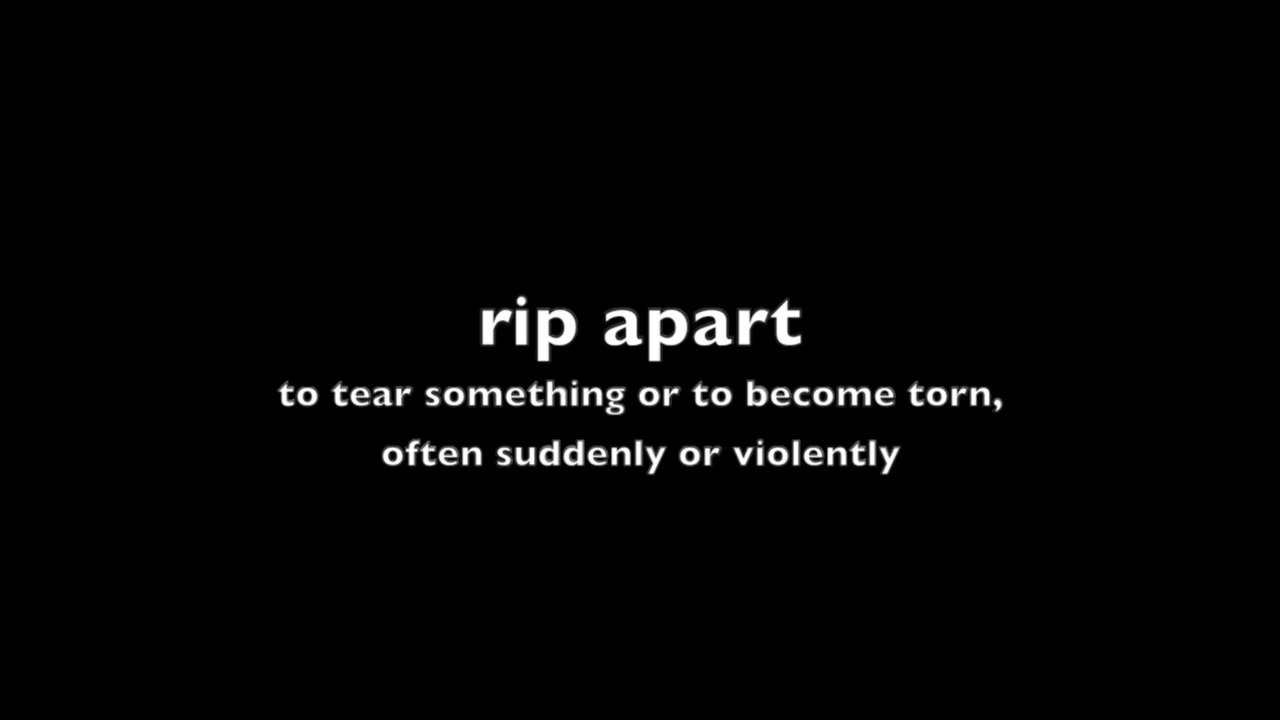 rip apart
to tear something or to become torn,
often suddenly or violently